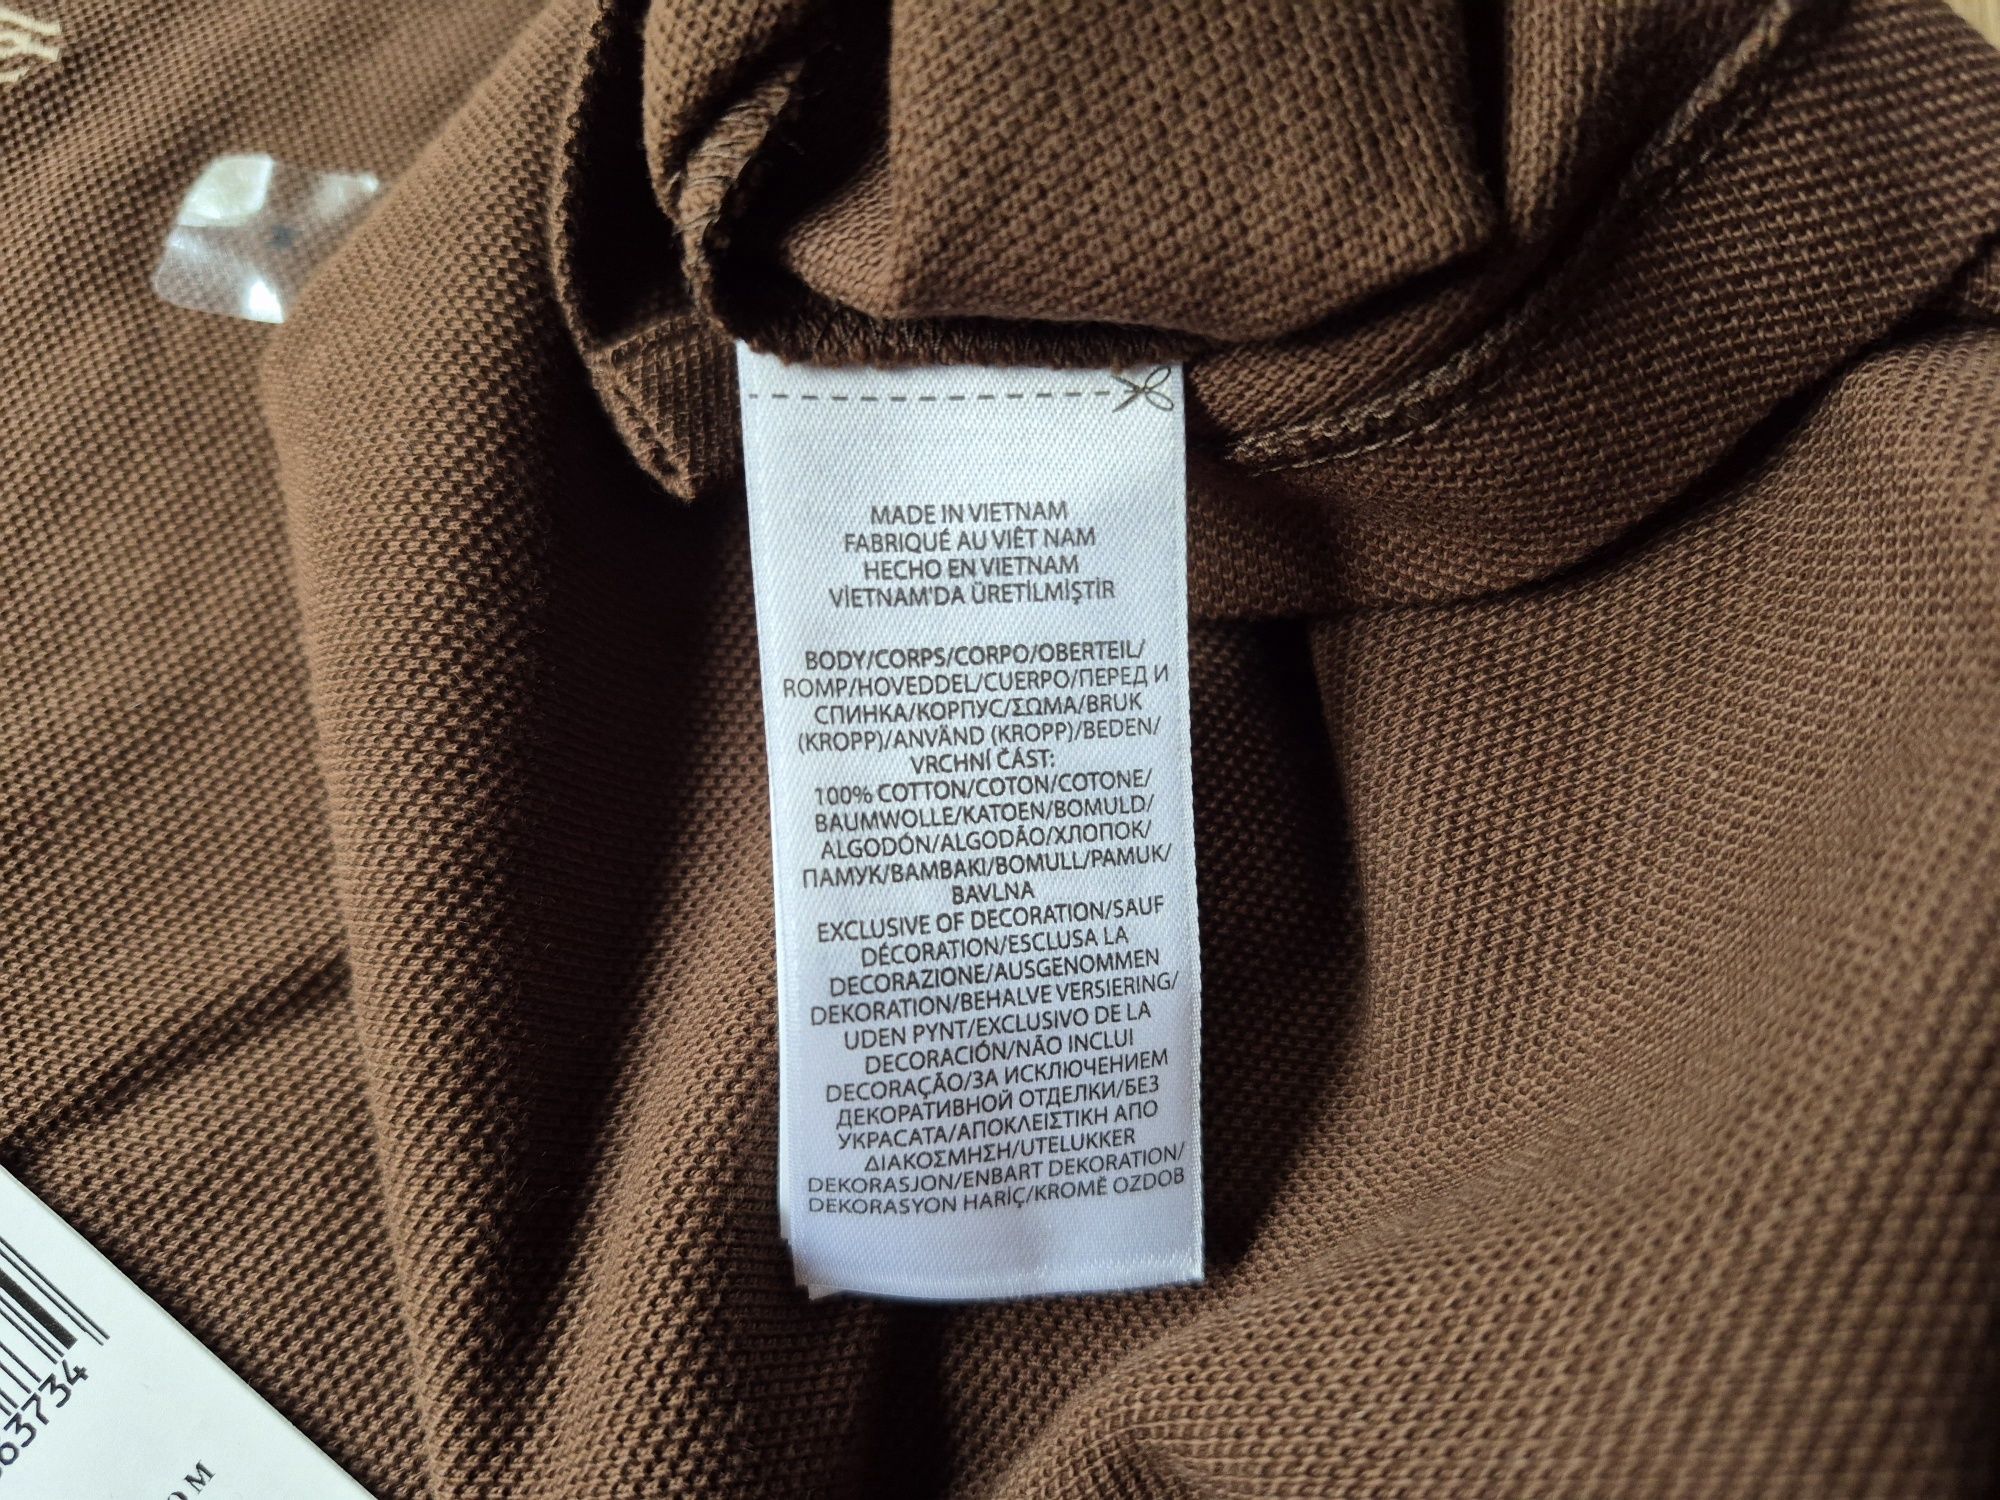 MADE IN VIETNAM
FABRIQUÉ AU VIÊT NAM
HECHO EN VIETNAM
VİETNAM'DA ÜRETİLMİŞTİR
BODY/CORPS/CORPO/OBERTEIL/
ROMP/HOVEDDEL/CUERPO/ПЕРЕД И
СПИНКА/КОРПУС/ΣΩΜΑ/BRUK
(KROPP)/ANVÄND (KROPP)/BEDEN/
VRCHNÍ ČÁST:
100% COTTON/COTON/COTONE/
BAUMWOLLE/KATOEN/BOMULD/
ALGODÓN/ALGODÃO/ХЛОПОК/
ПАМУК/ΒΑΜΒΑΚΙ/BOMULL/PAMUK/
BAVLNA
EXCLUSIVE OF DECORATION/SAUF
DÉCORATION/ESCLUSA LA
DECORAZIONE/AUSGENOMMEN
DEKORATION/BEHALVE VERSIERING/
UDEN PYNT/EXCLUSIVO DE LA
DECORACIÓN/NÃO INCLUI
DECORAÇÃO/ЗА ИСКЛЮЧЕНИЕМ
ДЕКОРАТИВНОЙ ОТДЕЛКИ/БЕЗ
УКРАСАТА/ΑΠΟΚΛΕΙΣΤΙΚΗ ΑΠΟ
ΔΙΑΚΟΣΜΗΣΗ/UTELUKKER
DEKORASJON/ENBART DEKORATION/
DEKORASYON HARİÇ/KROMĚ OZDOB
63734
OM